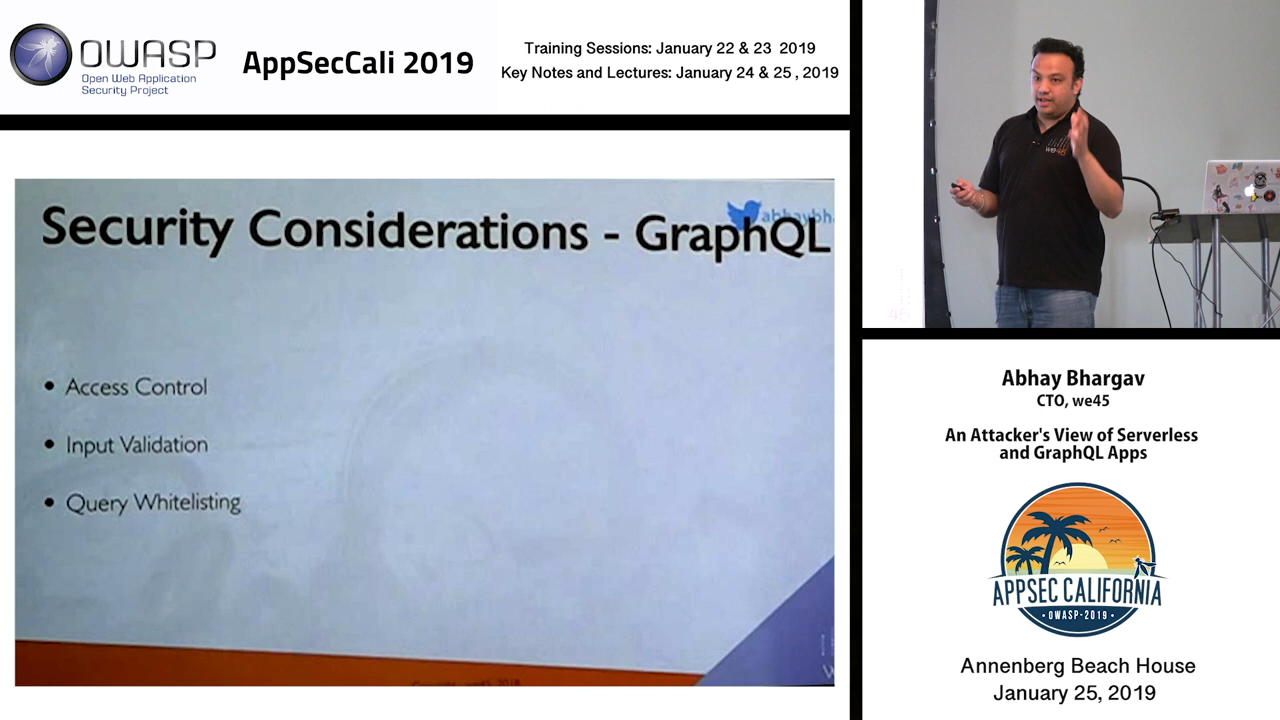 OWASP
Open Web Application
Security Project
AppSecCali 2019
Training Sessions: January 22 & 23 2019
Key Notes and Lectures: January 24 & 25 , 2019
Security Considerations - GraphQL
• Access Control
• Input Validation
• Query Whitelisting
we45
Abhay Bhargav
CTO, we45
An Attacker's View of Serverless
and GraphQL Apps
APPSEC CALIFORNIA
• OWASP-2019 •
Annenberg Beach House
January 25, 2019